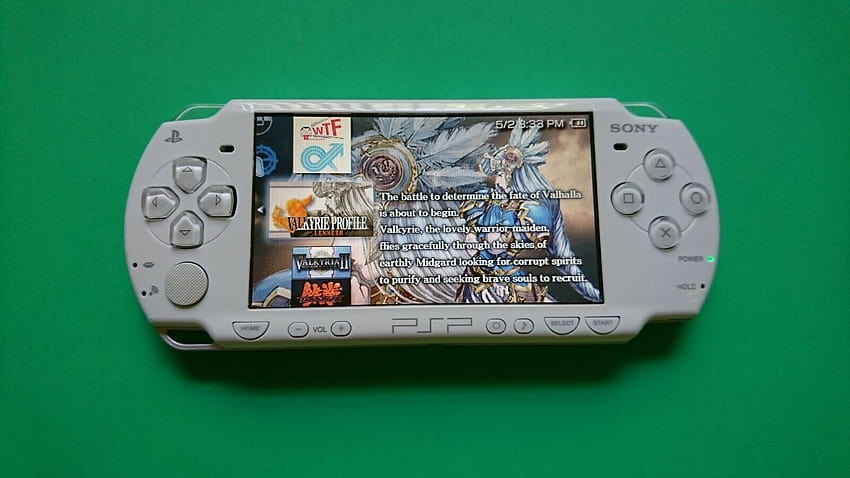 WTF
5/2 3:33 PM
SONY
The battle to determine the fate of Valhalla
is about to begin.
Valkyrie, the lovely warrior maiden,
flies gracefully through the skies of
earthly Midgard looking for corrupt spirits
to purify and seeking brave souls to recruit.
VALKYRIE PROFILE
LENNETH
VALKYRIA II
POWER
HOLD
HOME
VOL
PSP
SELECT
START